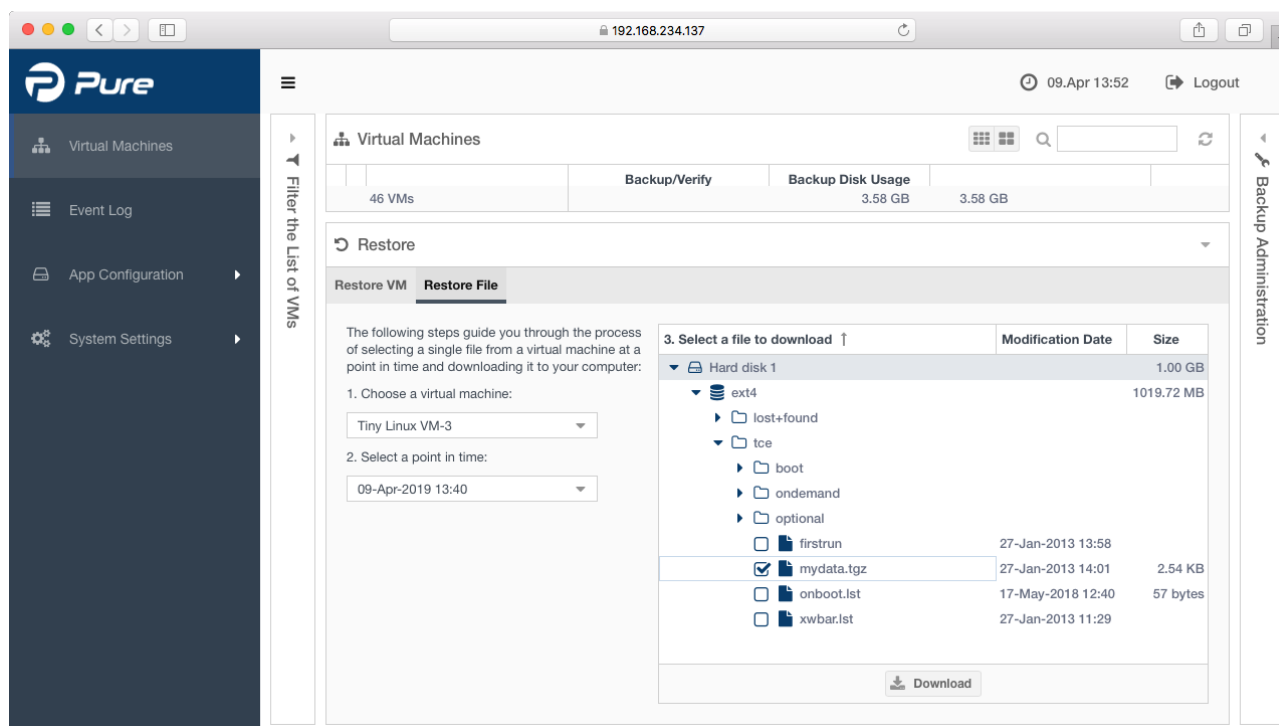 192.168.234.137
Pure
09.Apr 13:52 Logout
Virtual Machines
Event Log
App Configuration
System Settings
Filter the List of VMs
Virtual Machines
Backup/Verify Backup Disk Usage
46 VMs 3.58 GB 3.58 GB
Restore
Restore VM Restore File
The following steps guide you through the process
of selecting a single file from a virtual machine at a
point in time and downloading it to your computer:
1. Choose a virtual machine:
Tiny Linux VM-3
2. Select a point in time:
09-Apr-2019 13:40
3. Select a file to download ↑ Modification Date Size
Hard disk 1 1.00 GB
ext4 1019.72 MB
lost+found
tce
boot
ondemand
optional
firstrun 27-Jan-2013 13:58
mydata.tgz 27-Jan-2013 14:01 2.54 KB
onboot.lst 17-May-2018 12:40 57 bytes
xwbar.lst 27-Jan-2013 11:29
Download
Backup Administration